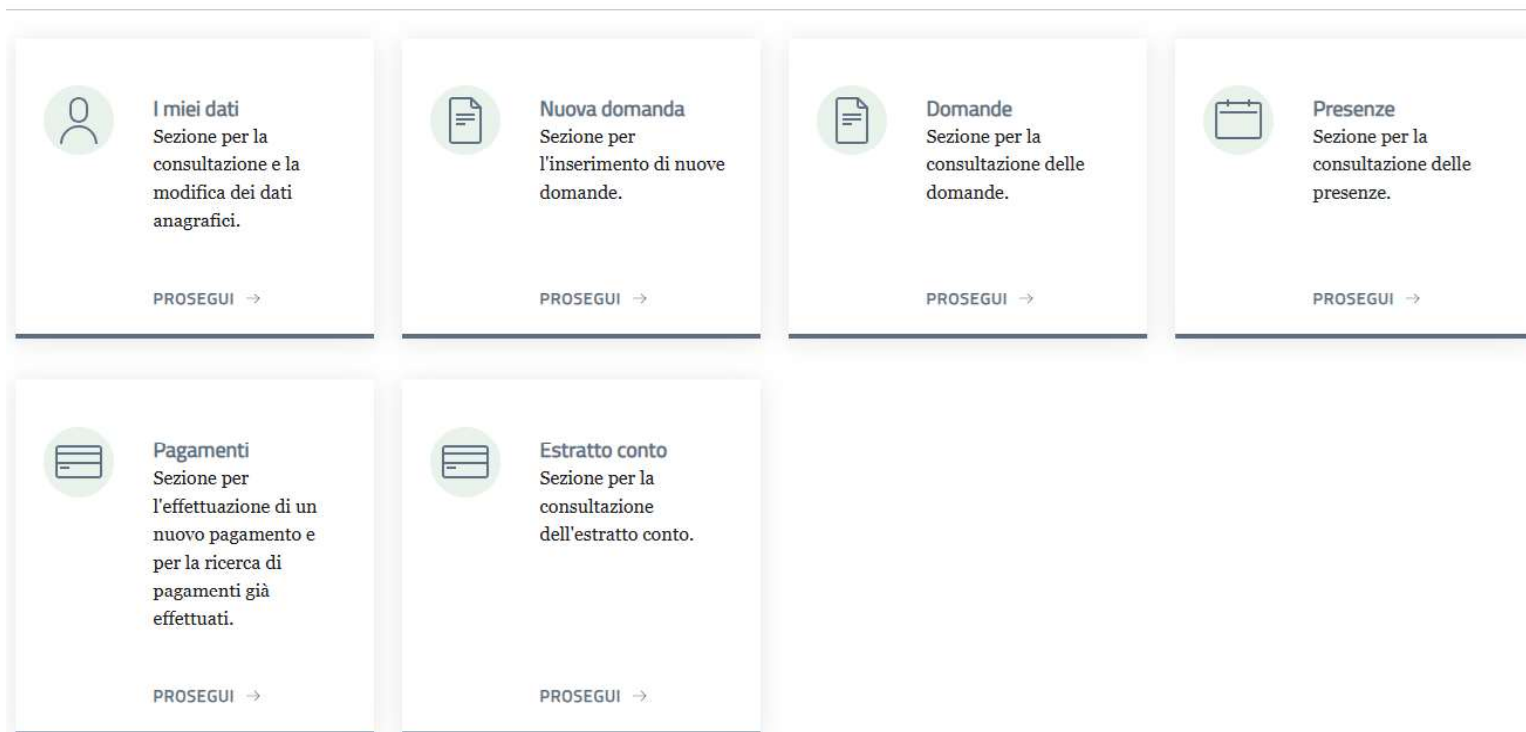 I miei dati
Sezione per la
consultazione e la
modifica dei dati
anagrafici.
PROSEGUI →
Nuova domanda
Sezione per
l'inserimento di nuove
domande.
PROSEGUI →
Domande
Sezione per la
consultazione delle
domande.
PROSEGUI →
Presenze
Sezione per la
consultazione delle
presenze.
PROSEGUI →
Pagamenti
Sezione per
l'effettuazione di un
nuovo pagamento e
per la ricerca di
pagamenti già
effettuati.
PROSEGUI →
Estratto conto
Sezione per la
consultazione
dell'estratto conto.
PROSEGUI →